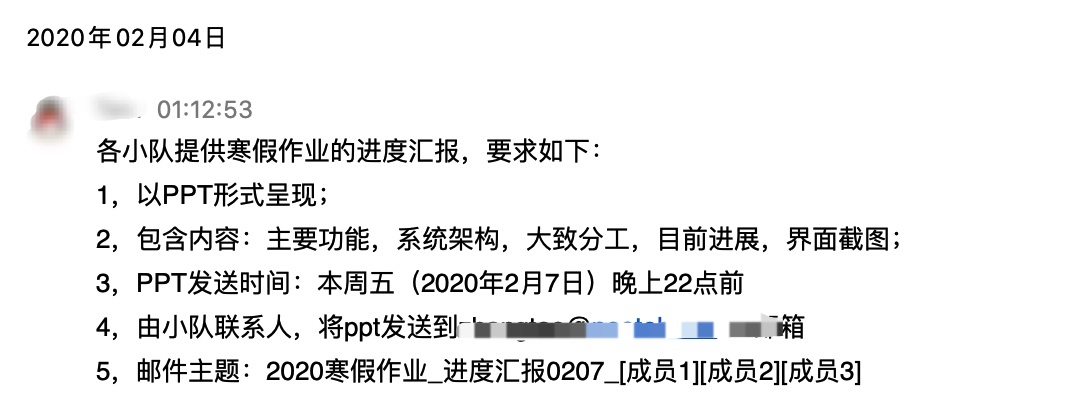 2020年02月04日
01:12:53
各小队提供寒假作业的进度汇报，要求如下：
1，以PPT形式呈现；
2，包含内容：主要功能，系统架构，大致分工，目前进展，界面截图；
3，PPT发送时间：本周五（2020年2月7日）晚上22点前
4，由小队联系人，将ppt发送到 箱
5，邮件主题：2020寒假作业_进度汇报0207_[成员1][成员2][成员3]